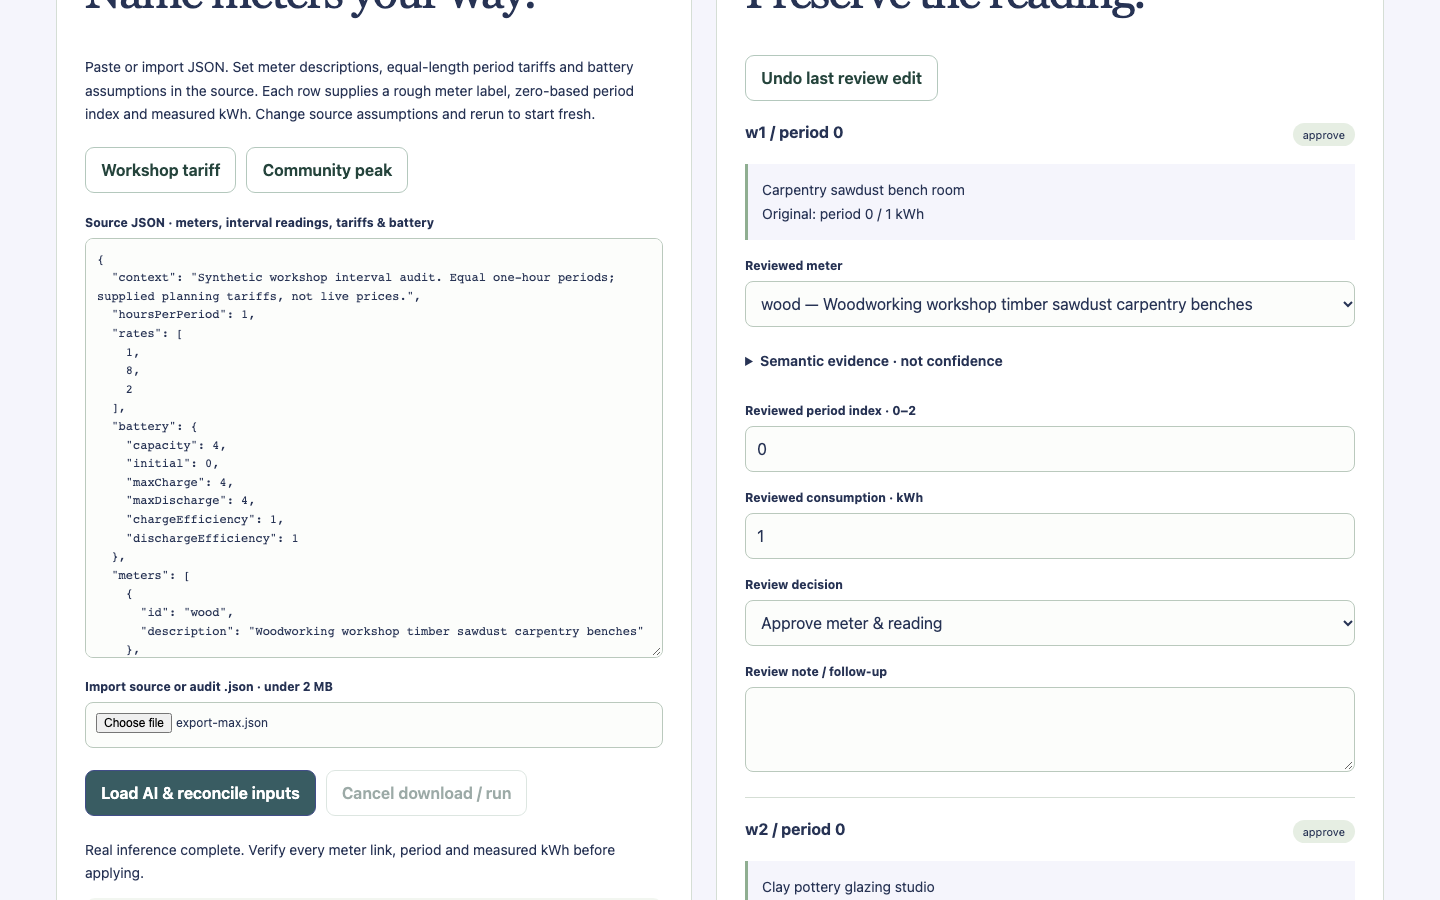 Name meters your way.
Paste or import JSON. Set meter descriptions, equal-length period tariffs and battery
assumptions in the source. Each row supplies a rough meter label, zero-based period
index and measured kWh. Change source assumptions and rerun to start fresh.
Workshop tariff
Community peak
Source JSON · meters, interval readings, tariffs & battery
{
"context": "Synthetic workshop interval audit. Equal one-hour periods;
supplied planning tariffs, not live prices.",
"hoursPerPeriod": 1,
"rates": [
1,
8,
2
],
"battery": {
"capacity": 4,
"initial": 0,
"maxCharge": 4,
"maxDischarge": 4,
"chargeEfficiency": 1,
"dischargeEfficiency": 1
},
"meters": [
{
"id": "wood",
"description": "Woodworking workshop timber sawdust carpentry benches"
},
Import source or audit .json · under 2 MB
Choose file export-max.json
Load AI & reconcile inputs
Cancel download / run
Real inference complete. Verify every meter link, period and measured kWh before
applying.
Preserve the reading.
Undo last review edit
w1 / period 0
approve
Carpentry sawdust bench room
Original: period 0 / 1 kWh
Reviewed meter
wood — Woodworking workshop timber sawdust carpentry benches
Semantic evidence · not confidence
Reviewed period index · 0–2
0
Reviewed consumption · kWh
1
Review decision
Approve meter & reading
Review note / follow-up
w2 / period 0
approve
Clay pottery glazing studio